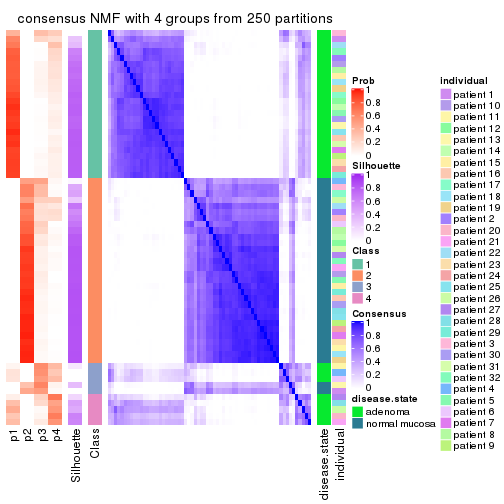 consensus NMF with 4 groups from 250 partitions
p1
p2
p3
p4
Silhouette
Class
disease.state
individual
Prob
1
0.8
0.6
0.4
0.2
0
Silhouette
1
0.8
0.6
0.4
0.2
0
Class
1
2
3
4
Consensus
1
0.8
0.6
0.4
0.2
0
disease.state
adenoma
normal mucosa
individual
patient 1
patient 10
patient 11
patient 12
patient 13
patient 14
patient 15
patient 16
patient 17
patient 18
patient 19
patient 2
patient 20
patient 21
patient 22
patient 23
patient 24
patient 25
patient 26
patient 27
patient 28
patient 29
patient 3
patient 30
patient 31
patient 32
patient 4
patient 5
patient 6
patient 7
patient 8
patient 9